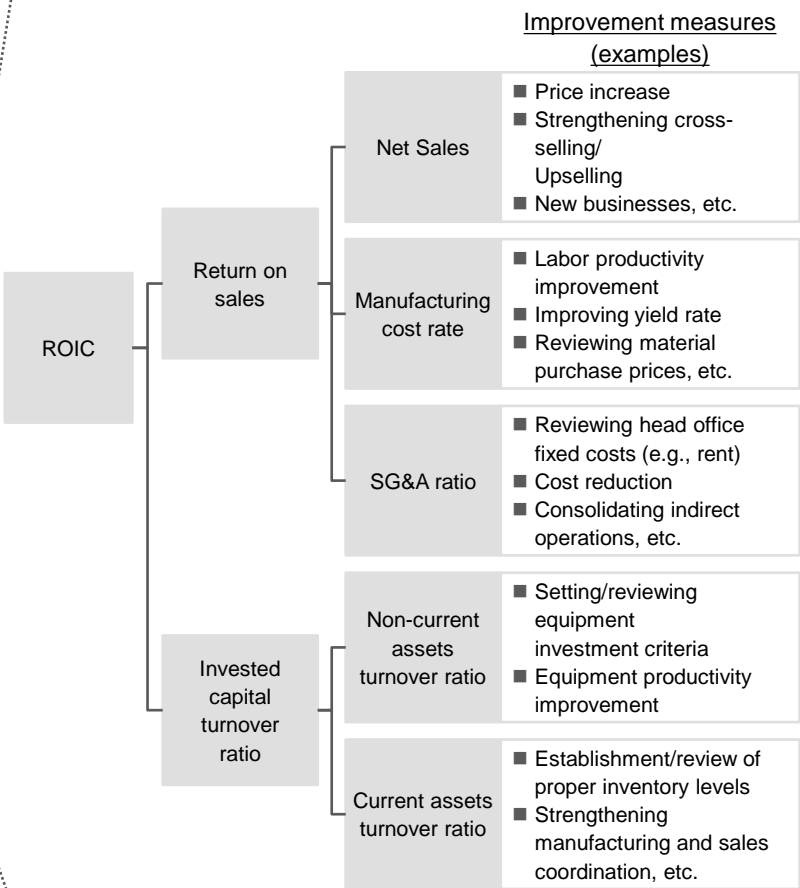 Improvement measures
(examples)
Net Sales
■ Price increase
■ Strengthening cross-
selling/
Upselling
■ New businesses, etc.
Return on
sales
Manufacturing
cost rate
■ Labor productivity
improvement
■ Improving yield rate
■ Reviewing material
purchase prices, etc.
ROIC
SG&A ratio
■ Reviewing head office
fixed costs (e.g., rent)
■ Cost reduction
■ Consolidating indirect
operations, etc.
Invested
capital
turnover
ratio
Non-current
assets
turnover ratio
■ Setting/reviewing
equipment
investment criteria
■ Equipment productivity
improvement
Current assets
turnover ratio
■ Establishment/review of
proper inventory levels
■ Strengthening
manufacturing and sales
coordination, etc.